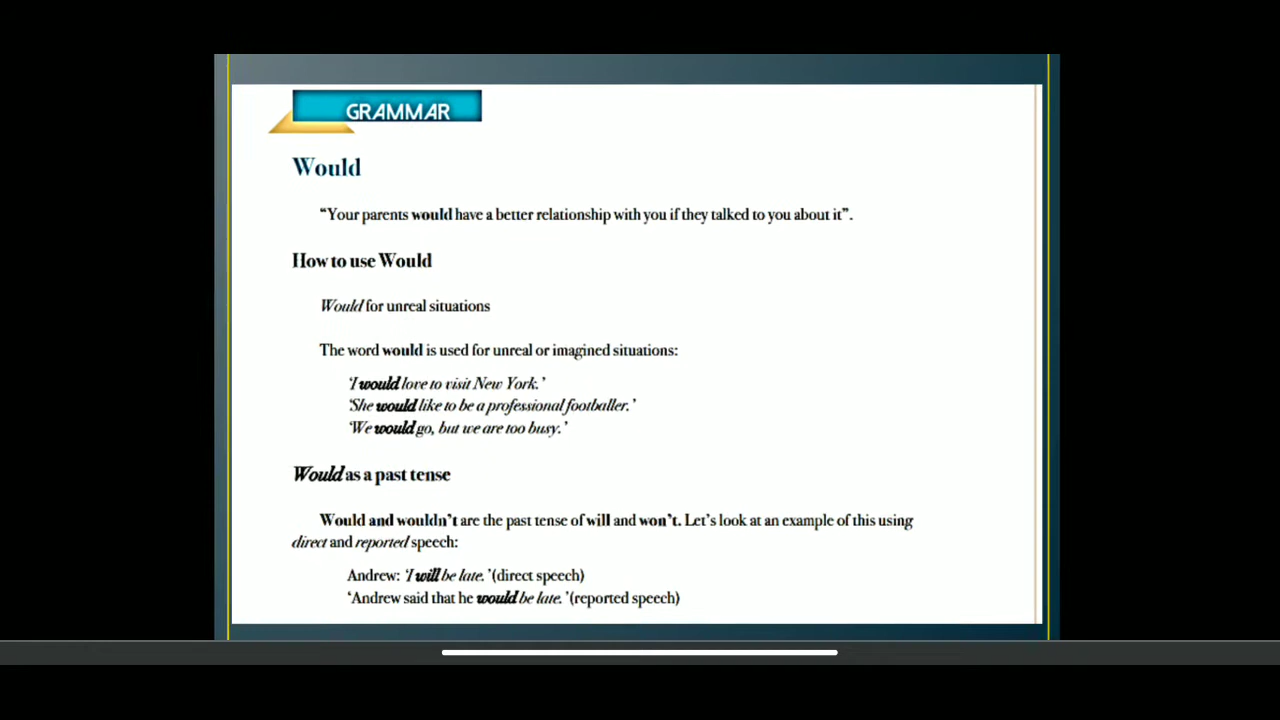 GRAMMAR
Would
“Your parents would have a better relationship with you if they talked to you about it”.
How to use Would
Would for unreal situations
The word would is used for unreal or imagined situations:
‘I would love to visit New York.’
‘She would like to be a professional footballer.’
‘We would go, but we are too busy.’
Would as a past tense
Would and wouldn’t are the past tense of will and won’t. Let’s look at an example of this using
direct and reported speech:
Andrew: ‘I will be late.’(direct speech)
‘Andrew said that he would be late.’(reported speech)